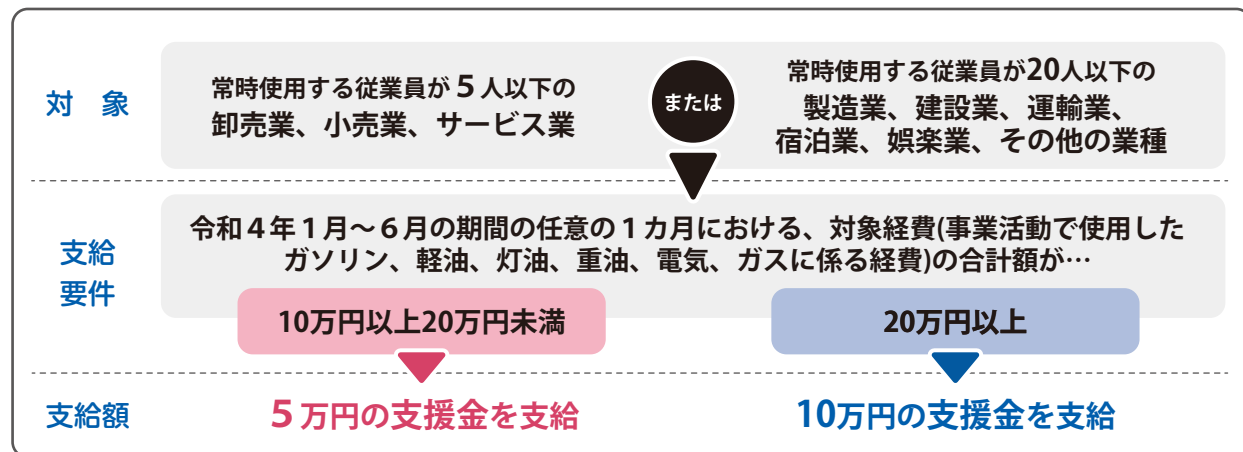 対　象
常時使用する従業員が５人以下の
卸売業、小売業、サービス業
または
常時使用する従業員が20人以下の
製造業、建設業、運輸業、
宿泊業、娯楽業、その他の業種
支給
要件
令和４年１月～６月の期間の任意の１カ月における、対象経費(事業活動で使用した
ガソリン、軽油、灯油、重油、電気、ガスに係る経費)の合計額が…
10万円以上20万円未満
20万円以上
支給額
５万円の支援金を支給
10万円の支援金を支給